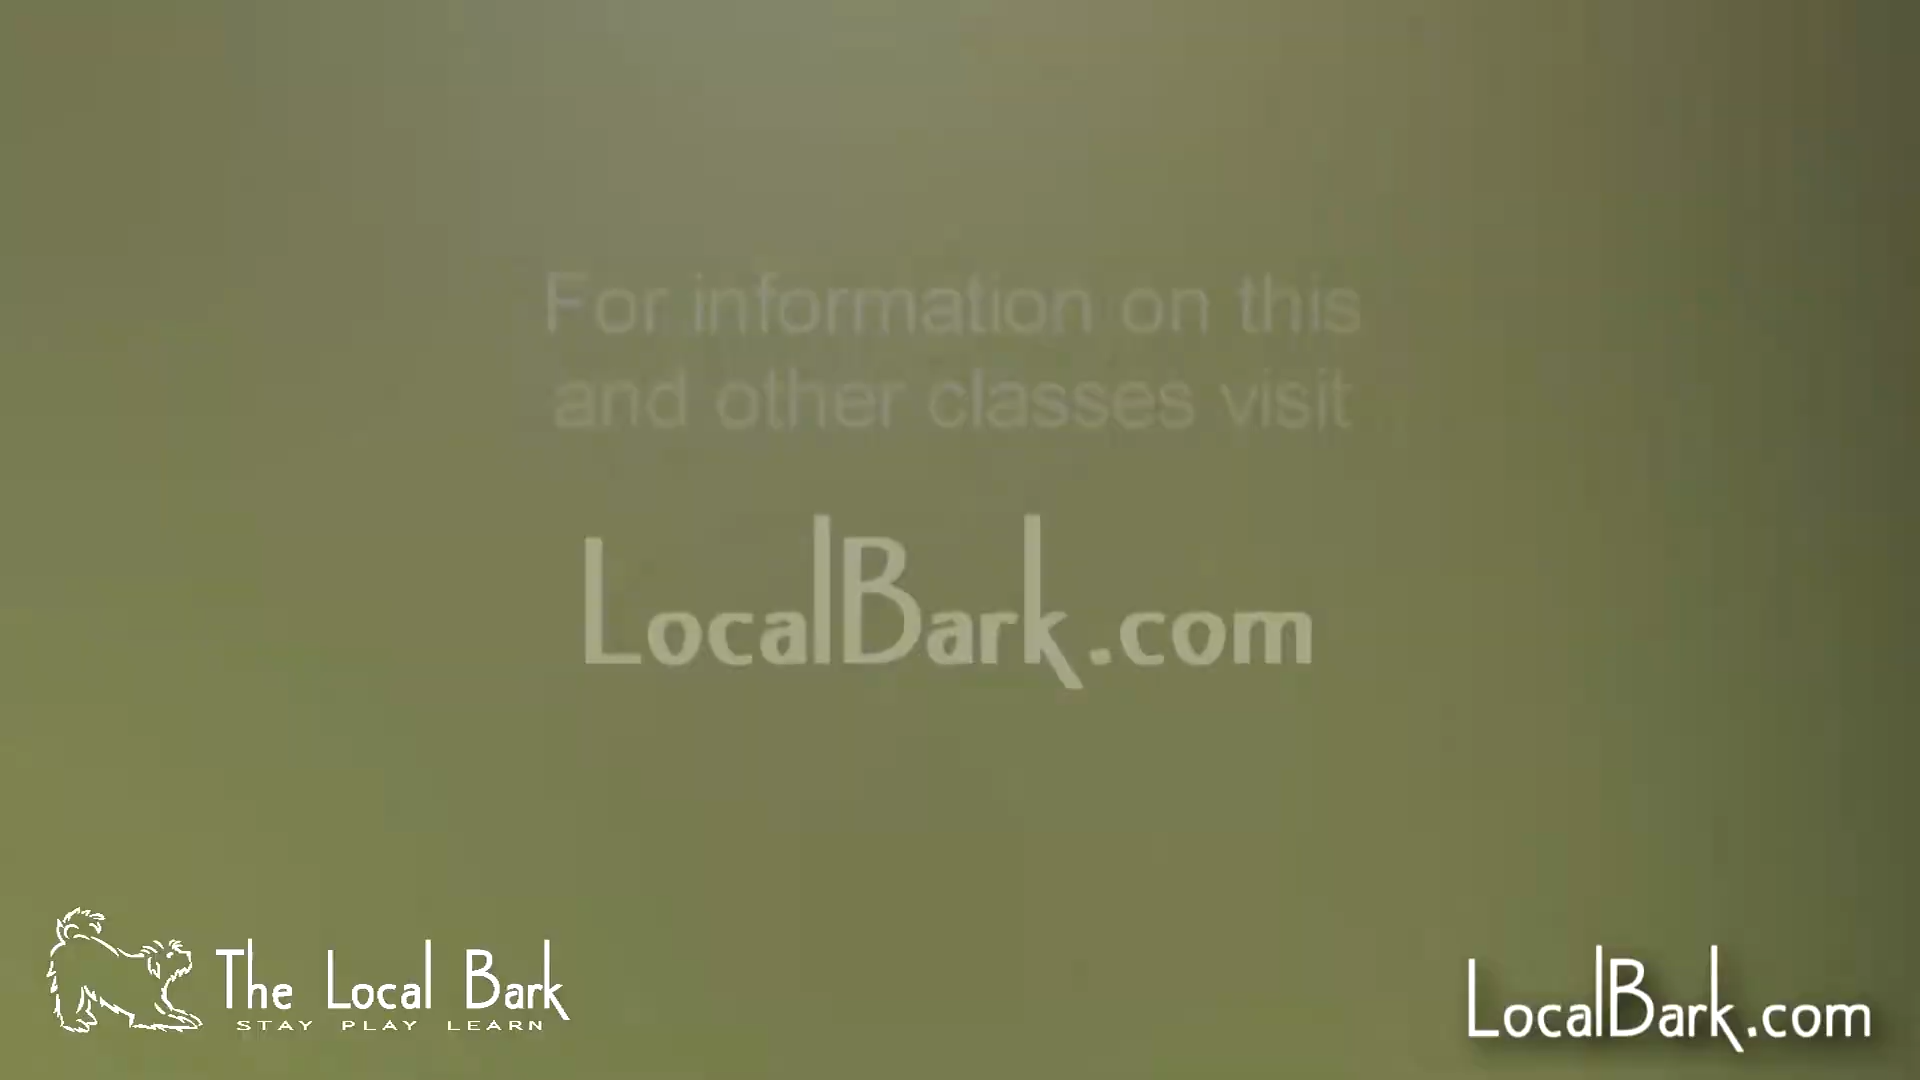 For information on this
and other classes visit
LocalBark.com
The Local Bark
STAY PLAY LEARN
LocalBark.com